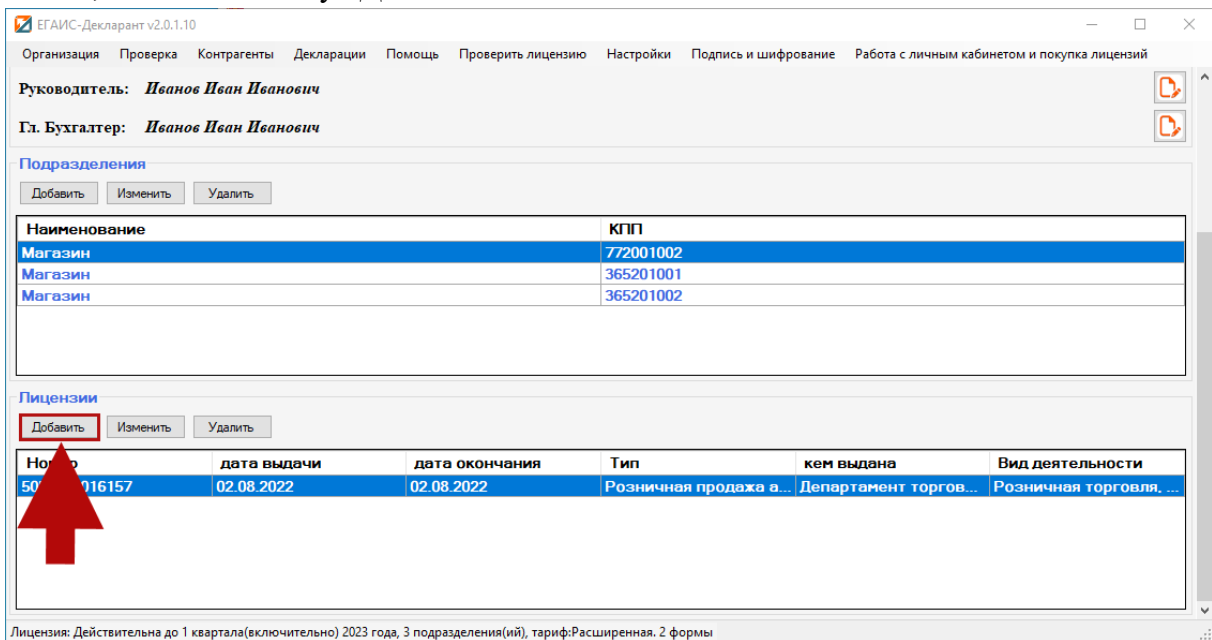 ЕГАИС-Декларант v2.0.1.10
Организация Проверка Контрагенты Декларации Помощь Проверить лицензию Настройки Подпись и шифрование Работа с личным кабинетом и покупка лицензий
Руководитель: Иванов Иван Иванович
Гл. Бухгалтер: Иванов Иван Иванович
Подразделения
Добавить Изменить Удалить
Наименование КПП
Магазин 772001002
Магазин 365201001
Магазин 365201002
Лицензии
Добавить Изменить Удалить
дата выдачи дата окончания Тип кем выдана Вид деятельности
02.08.2022 02.08.2022 Розничная продажа а... Департамент торгов... Розничная торговля, ...
Лицензия: Действительна до 1 квартала(включительно) 2023 года, 3 подразделения(ий), тариф:Расширенная. 2 формы